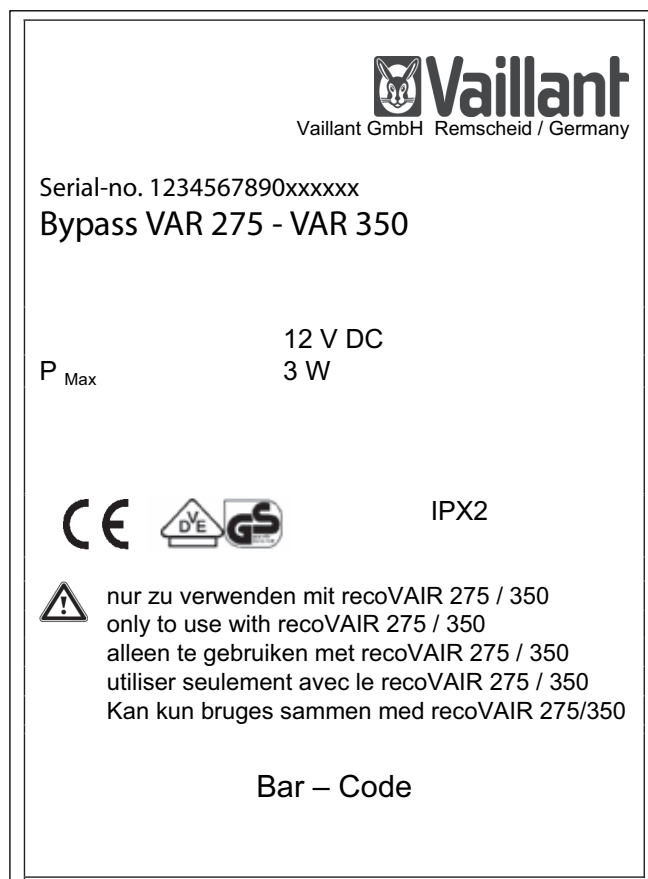 Vaillant
Vaillant GmbH Remscheid / Germany
Serial-no. 1234567890xxxxxx
Bypass VAR 275 - VAR 350
12 V DC
P Max 3 W
CE DVE GS IPX2
nur zu verwenden mit recoVAIR 275 / 350
only to use with recoVAIR 275 / 350
alleen te gebruiken met recoVAIR 275 / 350
utiliser seulement avec le recoVAIR 275 / 350
Kan kun bruges sammen med recoVAIR 275/350
Bar – Code